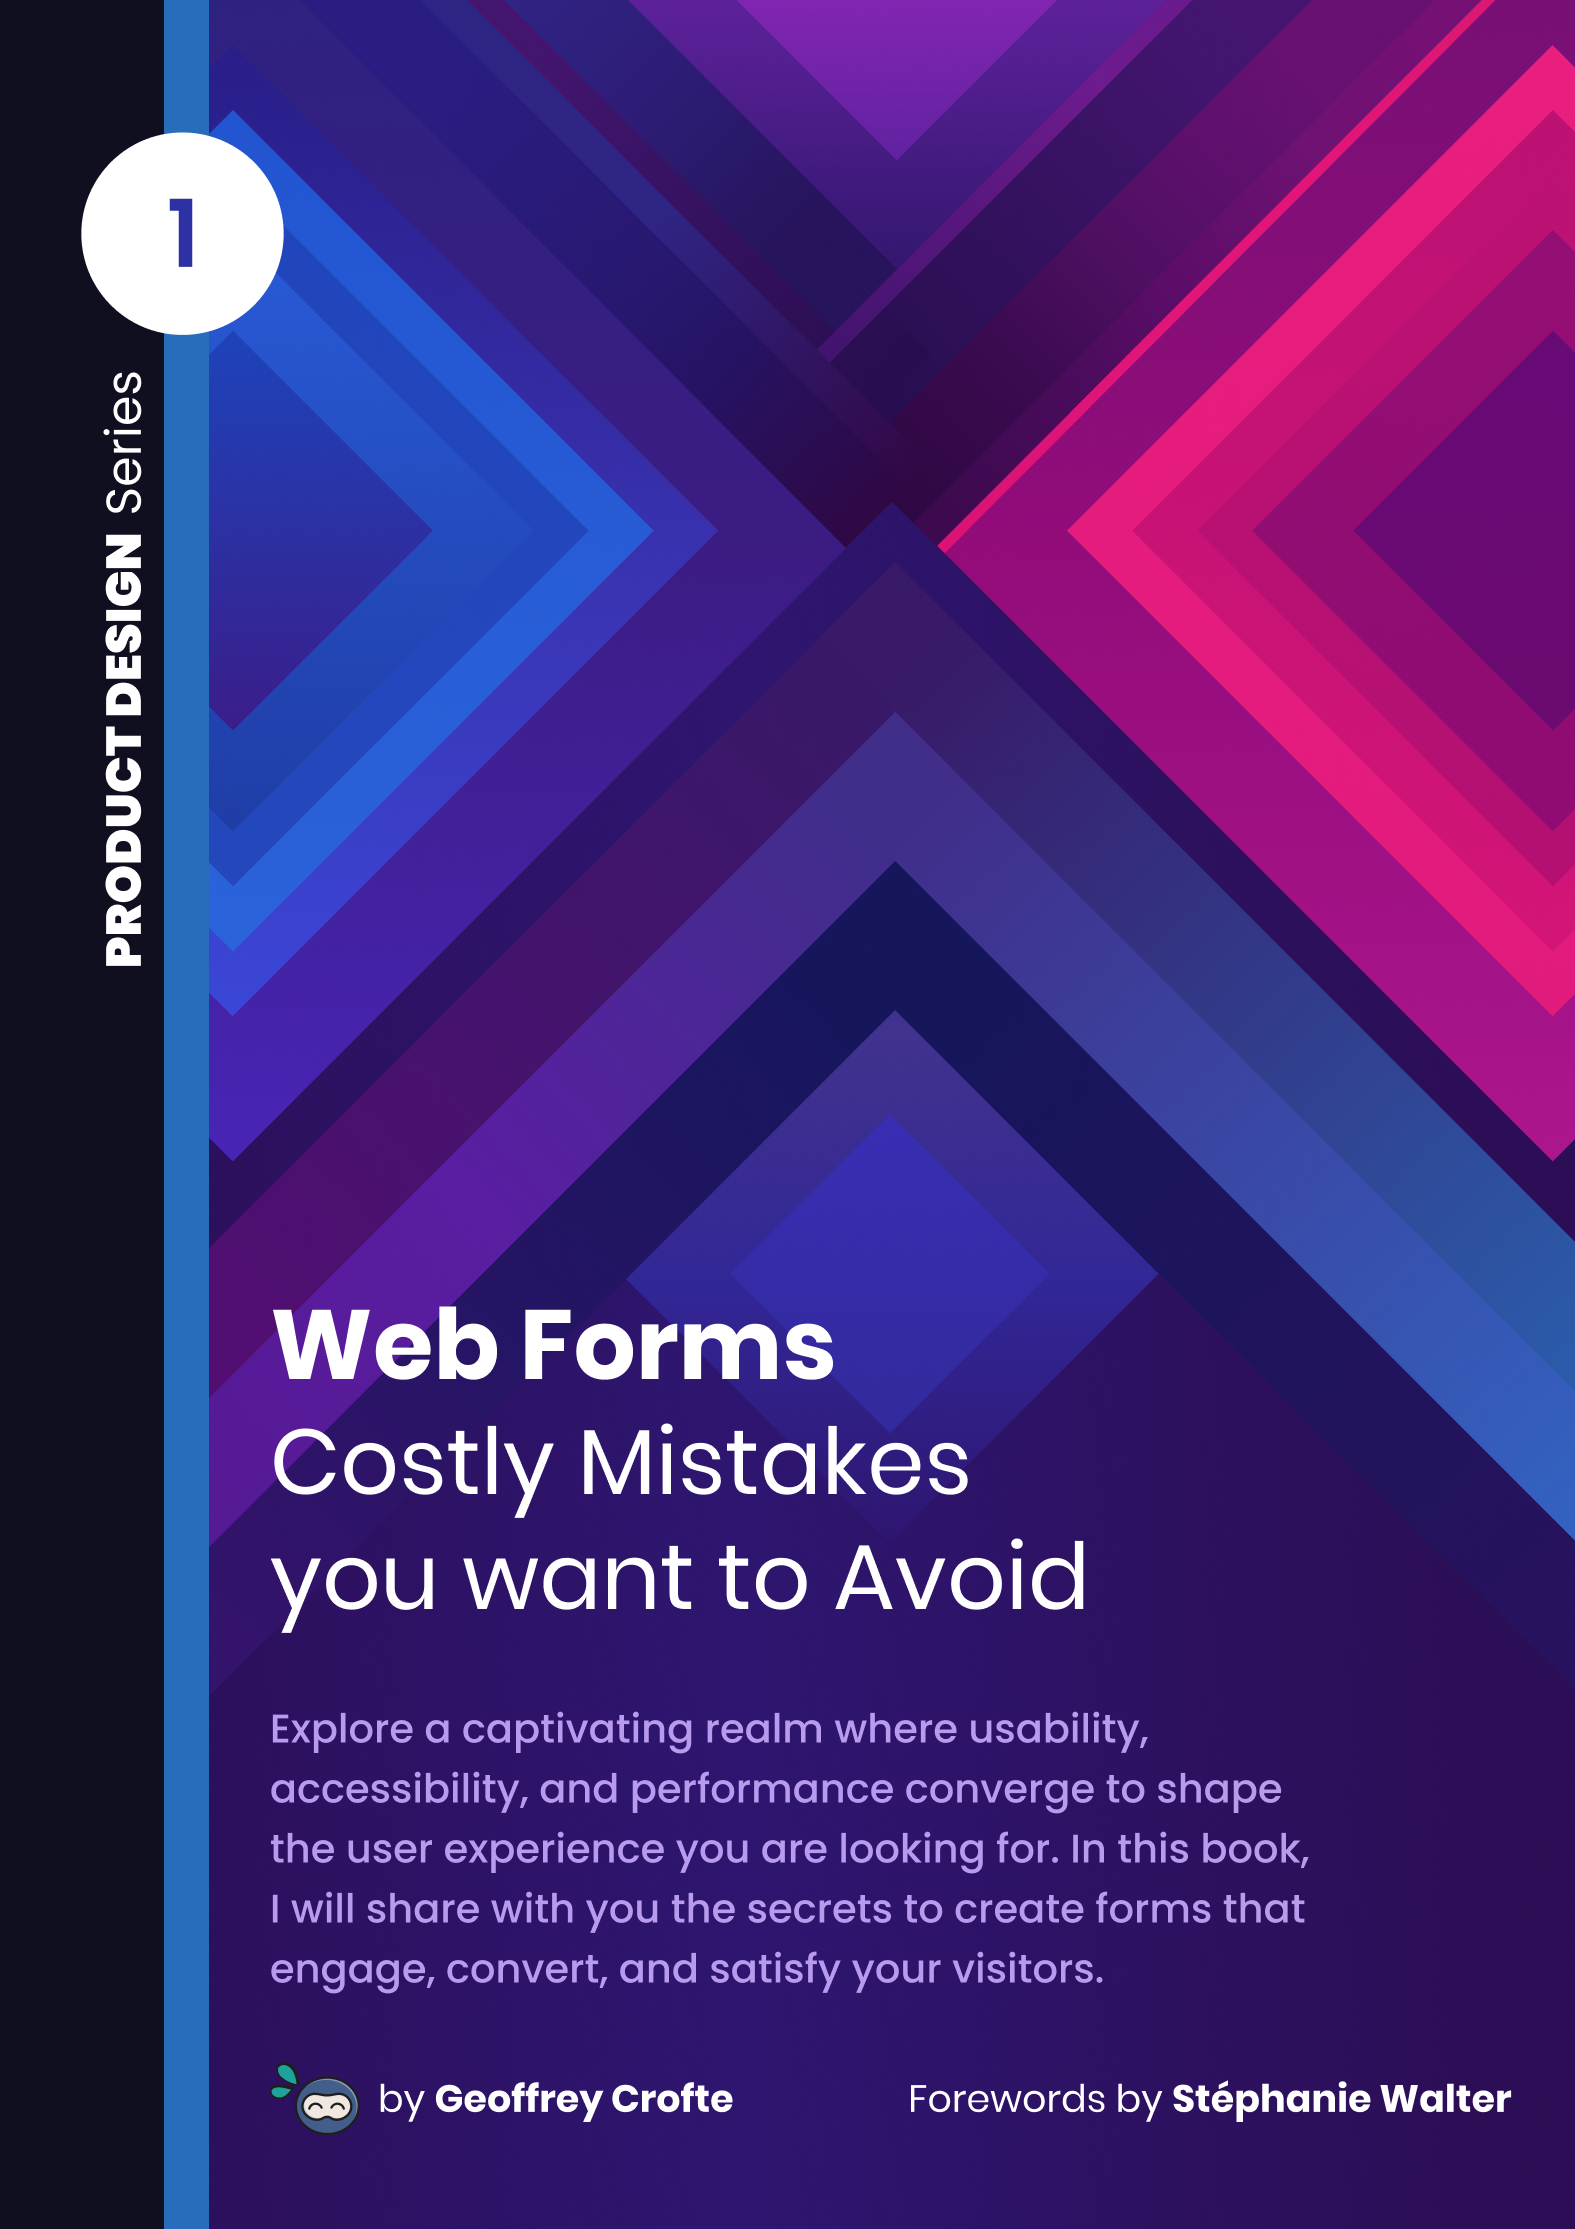 1
PRODUCT DESIGN Series
Web Forms
Costly Mistakes
you want to Avoid
Explore a captivating realm where usability,
accessibility, and performance converge to shape
the user experience you are looking for. In this book,
I will share with you the secrets to create forms that
engage, convert, and satisfy your visitors.
by Geoffrey Crofte
Forewords by Stéphanie Walter